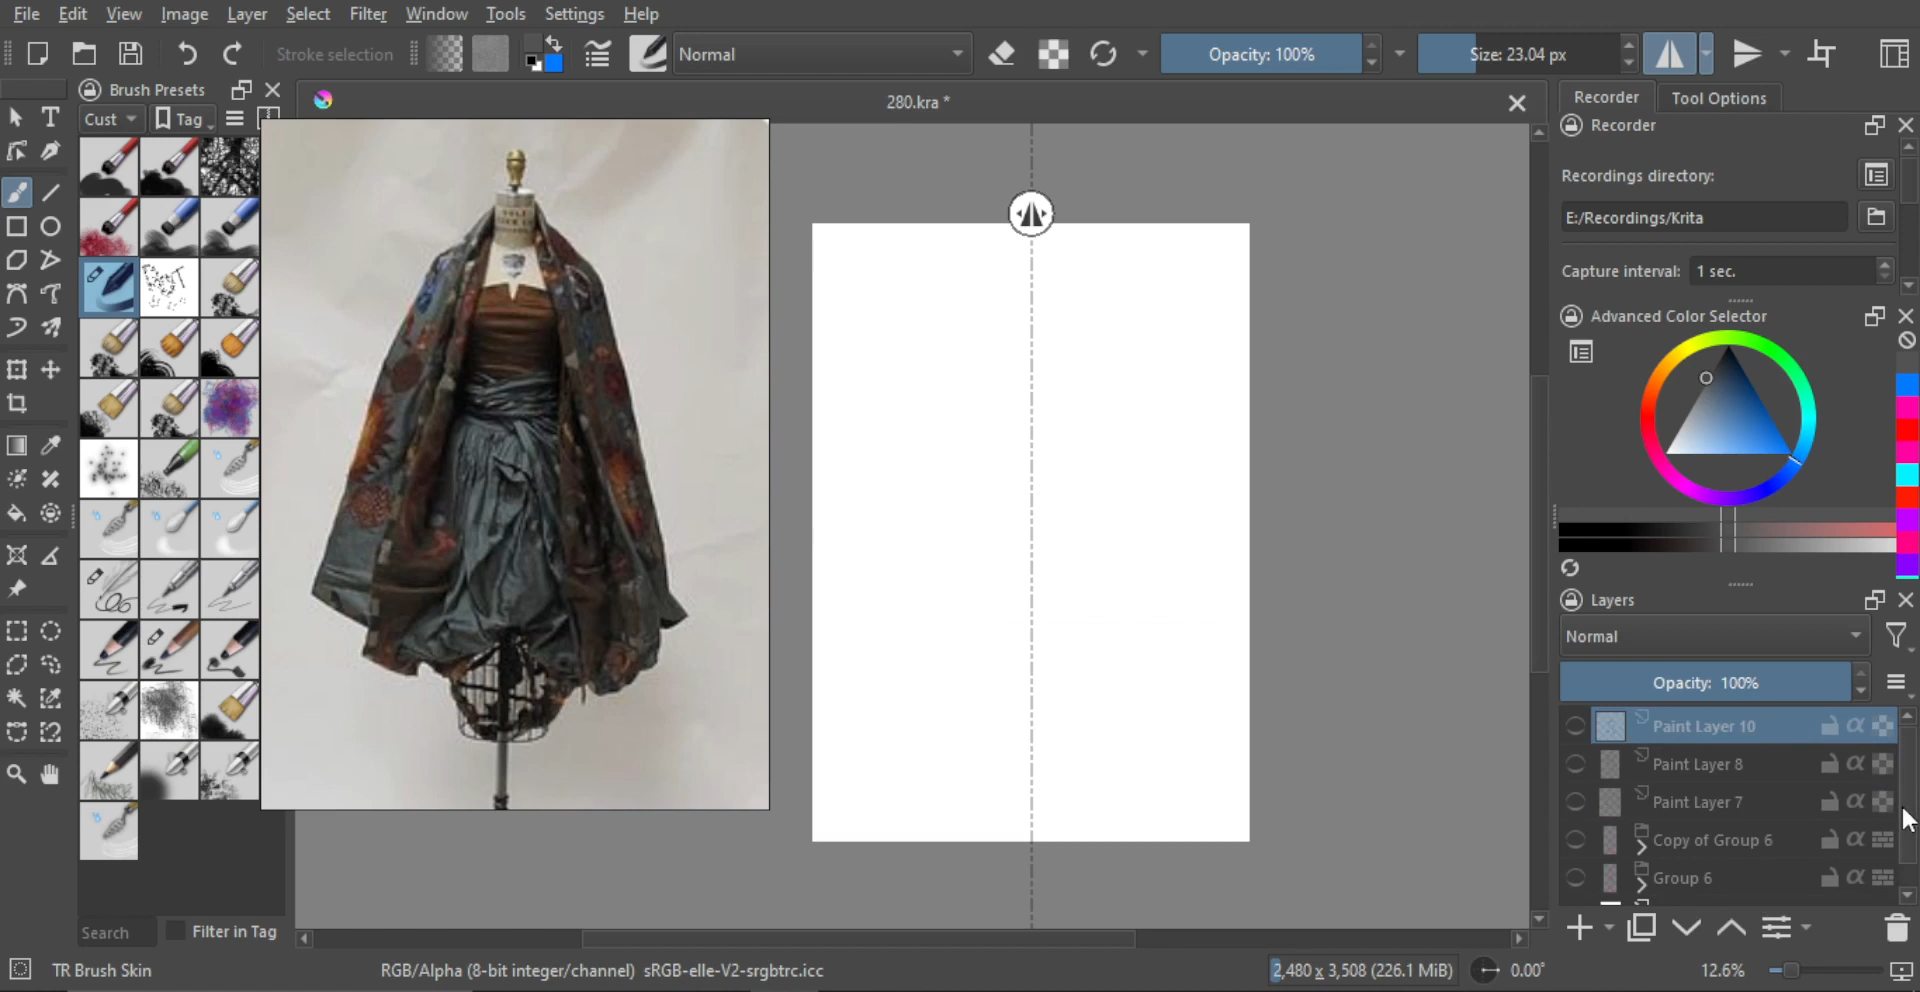 File Edit View Image Layer Select Filter Window Tools Settings Help
Stroke selection Normal Opacity: 100% Size: 23.04 px
Brush Presets
280.kra *
Recorder Tool Options
Cust Tag
Recorder
Recordings directory:
E:/Recordings/Krita
Capture interval: 1 sec.
Advanced Color Selector
Layers
Normal
Opacity: 100%
Paint Layer 10
Paint Layer 8
Paint Layer 7
Copy of Group 6
Group 6
Search Filter in Tag
TR Brush Skin RGB/Alpha (8-bit integer/channel) sRGB-elle-V2-srgbtrc.icc 2,480 x 3,508 (226.1 MiB) 0.00° 12.6%